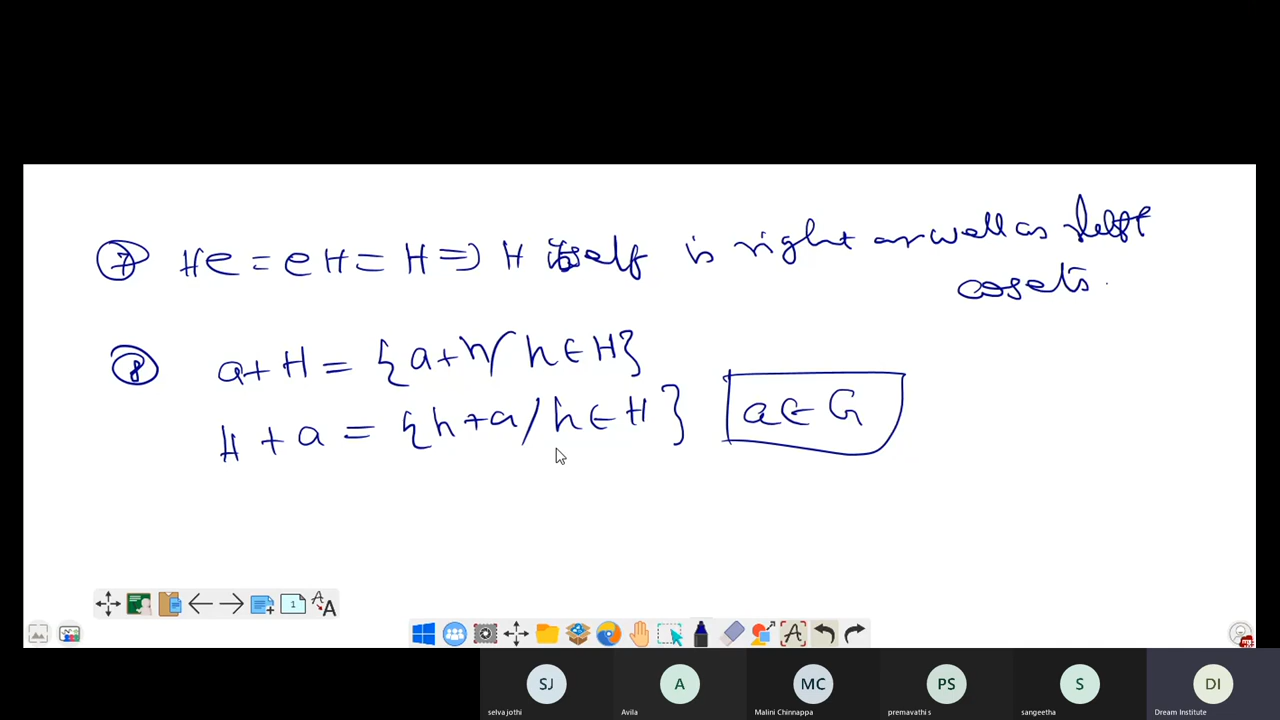 ⑦ He = eH = H ⇒ H itself is right as well as left
cosets.
⑧ a+H = {a+h/ h∈H}
H+a = {h+a/h∈H} a∈G
1
A A
A
SJ A MC PS S DI
selva jothi Avila Malini Chinnappa premavathi s sangeetha Dream Institute